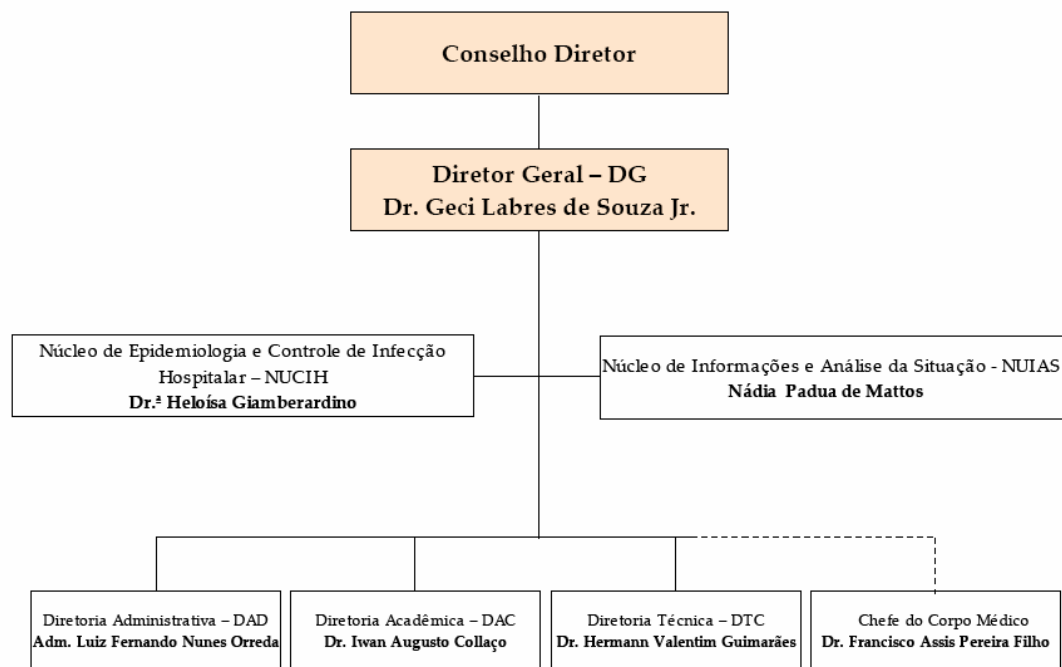 Conselho Diretor
Diretor Geral – DG
Dr. Geci Labres de Souza Jr.
Núcleo de Epidemiologia e Controle de Infecção
Hospitalar – NUCIH
Dr.ª Heloísa Giamberardino
Núcleo de Informações e Análise da Situação - NUIAS
Nádia Padua de Mattos
Diretoria Administrativa – DAD
Adm. Luiz Fernando Nunes Orreda
Diretoria Acadêmica – DAC
Dr. Iwan Augusto Collaço
Diretoria Técnica – DTC
Dr. Hermann Valentim Guimarães
Chefe do Corpo Médico
Dr. Francisco Assis Pereira Filho